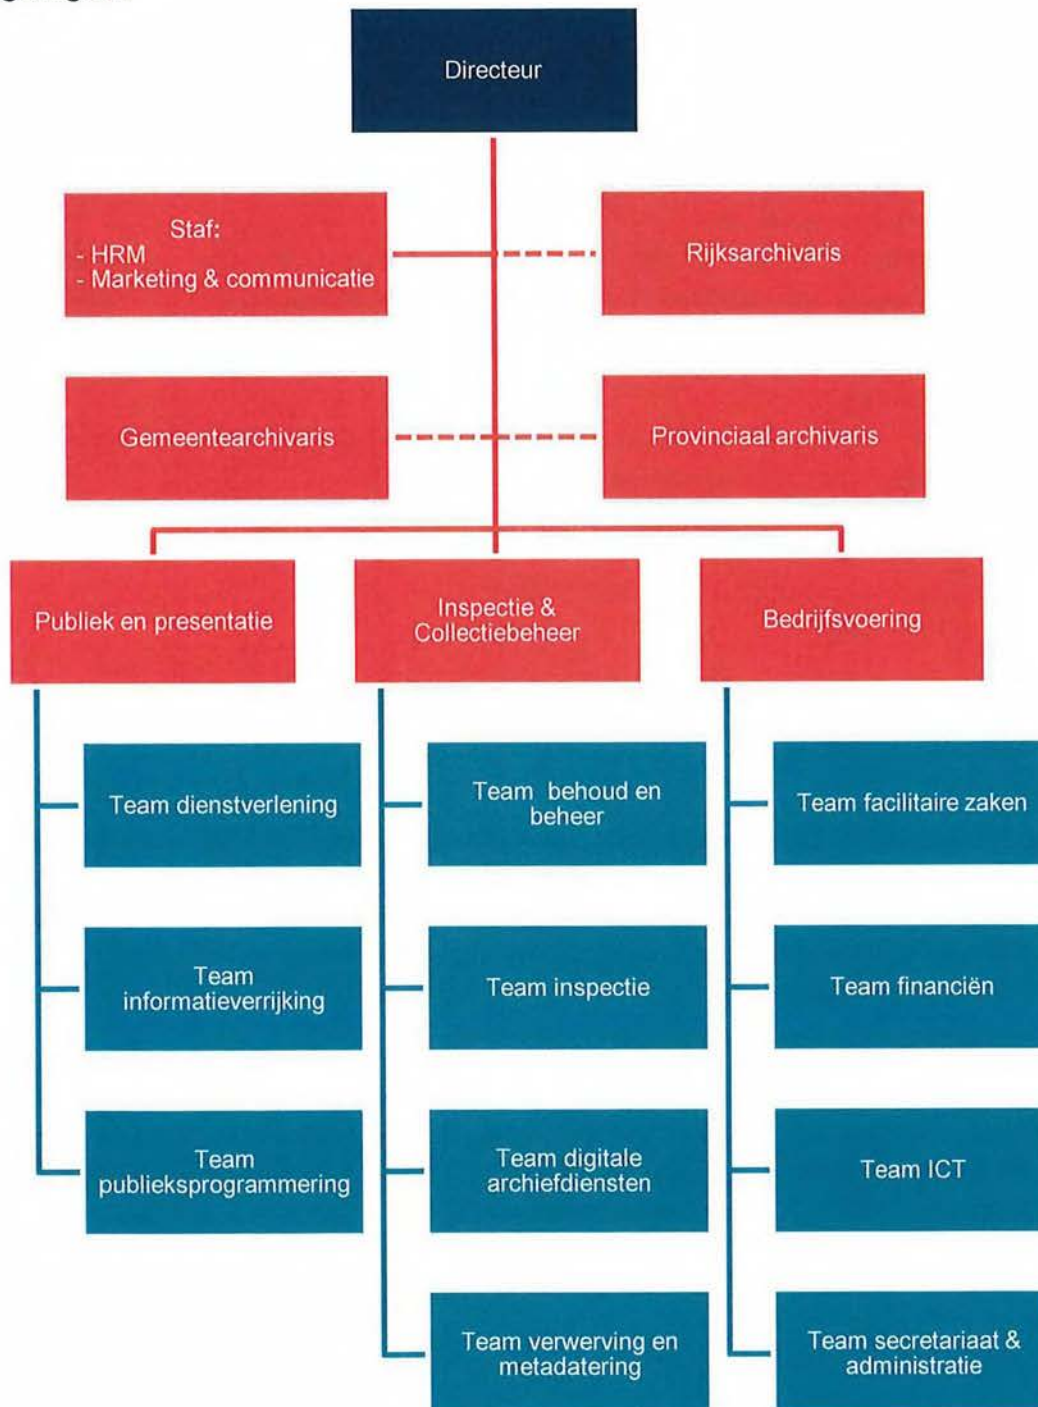 Directeur
Staf:
- HRM
- Marketing & communicatie
Rijksarchivaris
Gemeentearchivaris
Provinciaal archivaris
Publiek en presentatie
Inspectie &
Collectiebeheer
Bedrijfsvoering
Team dienstverlening
Team  behoud en
beheer
Team facilitaire zaken
Team
informatieverrijking
Team inspectie
Team financiën
Team
publieksprogrammering
Team digitale
archiefdiensten
Team ICT
Team verwerving en
metadatering
Team secretariaat &
administratie